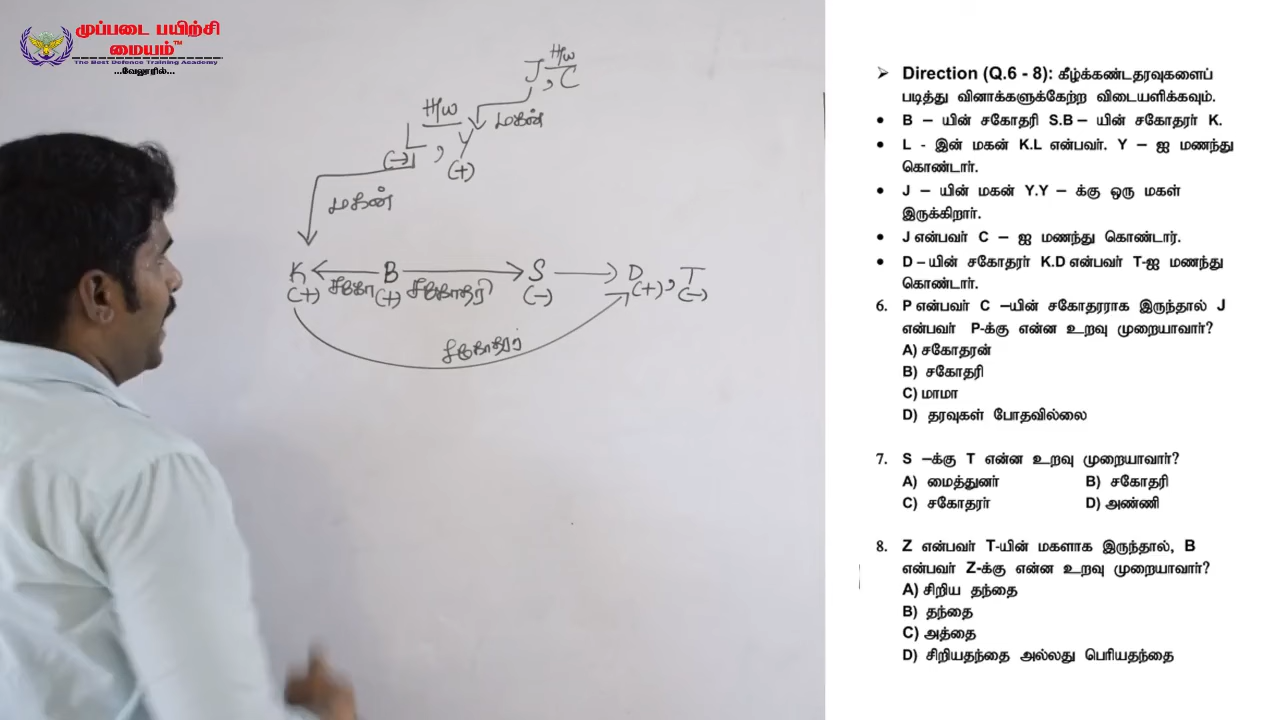 முப்படை பயிற்சி
மையம்™
The Best Defence Training Academy
...வேலூரில்...
H/W
J, C
H/W
மகன்
L, Y
(-) (+)
மகன்
K B S D, T
சகோ சகோதரி
(+) (+) (-) (+) (-)
சகோதரர்
➢ Direction (Q.6 - 8): கீழ்க்கண்டதரவுகளைப்
படித்து வினாக்களுக்கேற்ற விடையளிக்கவும்.
• B – யின் சகோதரி S.B – யின் சகோதரர் K.
• L - இன் மகன் K.L என்பவர். Y – ஐ மணந்து
கொண்டார்.
• J – யின் மகன் Y.Y – க்கு ஒரு மகள்
இருக்கிறார்.
• J என்பவர் C – ஐ மணந்து கொண்டார்.
• D – யின் சகோதரர் K.D என்பவர் T-ஐ மணந்து
கொண்டார்.
6. P என்பவர் C –யின் சகோதரராக இருந்தால் J
என்பவர் P-க்கு என்ன உறவு முறையாவார்?
A) சகோதரன்
B) சகோதரி
C) மாமா
D) தரவுகள் போதவில்லை
7. S –க்கு T என்ன உறவு முறையாவார்?
A) மைத்துனர் B) சகோதரி
C) சகோதரர் D) அண்ணி
8. Z என்பவர் T-யின் மகளாக இருந்தால், B
என்பவர் Z-க்கு என்ன உறவு முறையாவார்?
A) சிறிய தந்தை
B) தந்தை
C) அத்தை
D) சிறியதந்தை அல்லது பெரியதந்தை